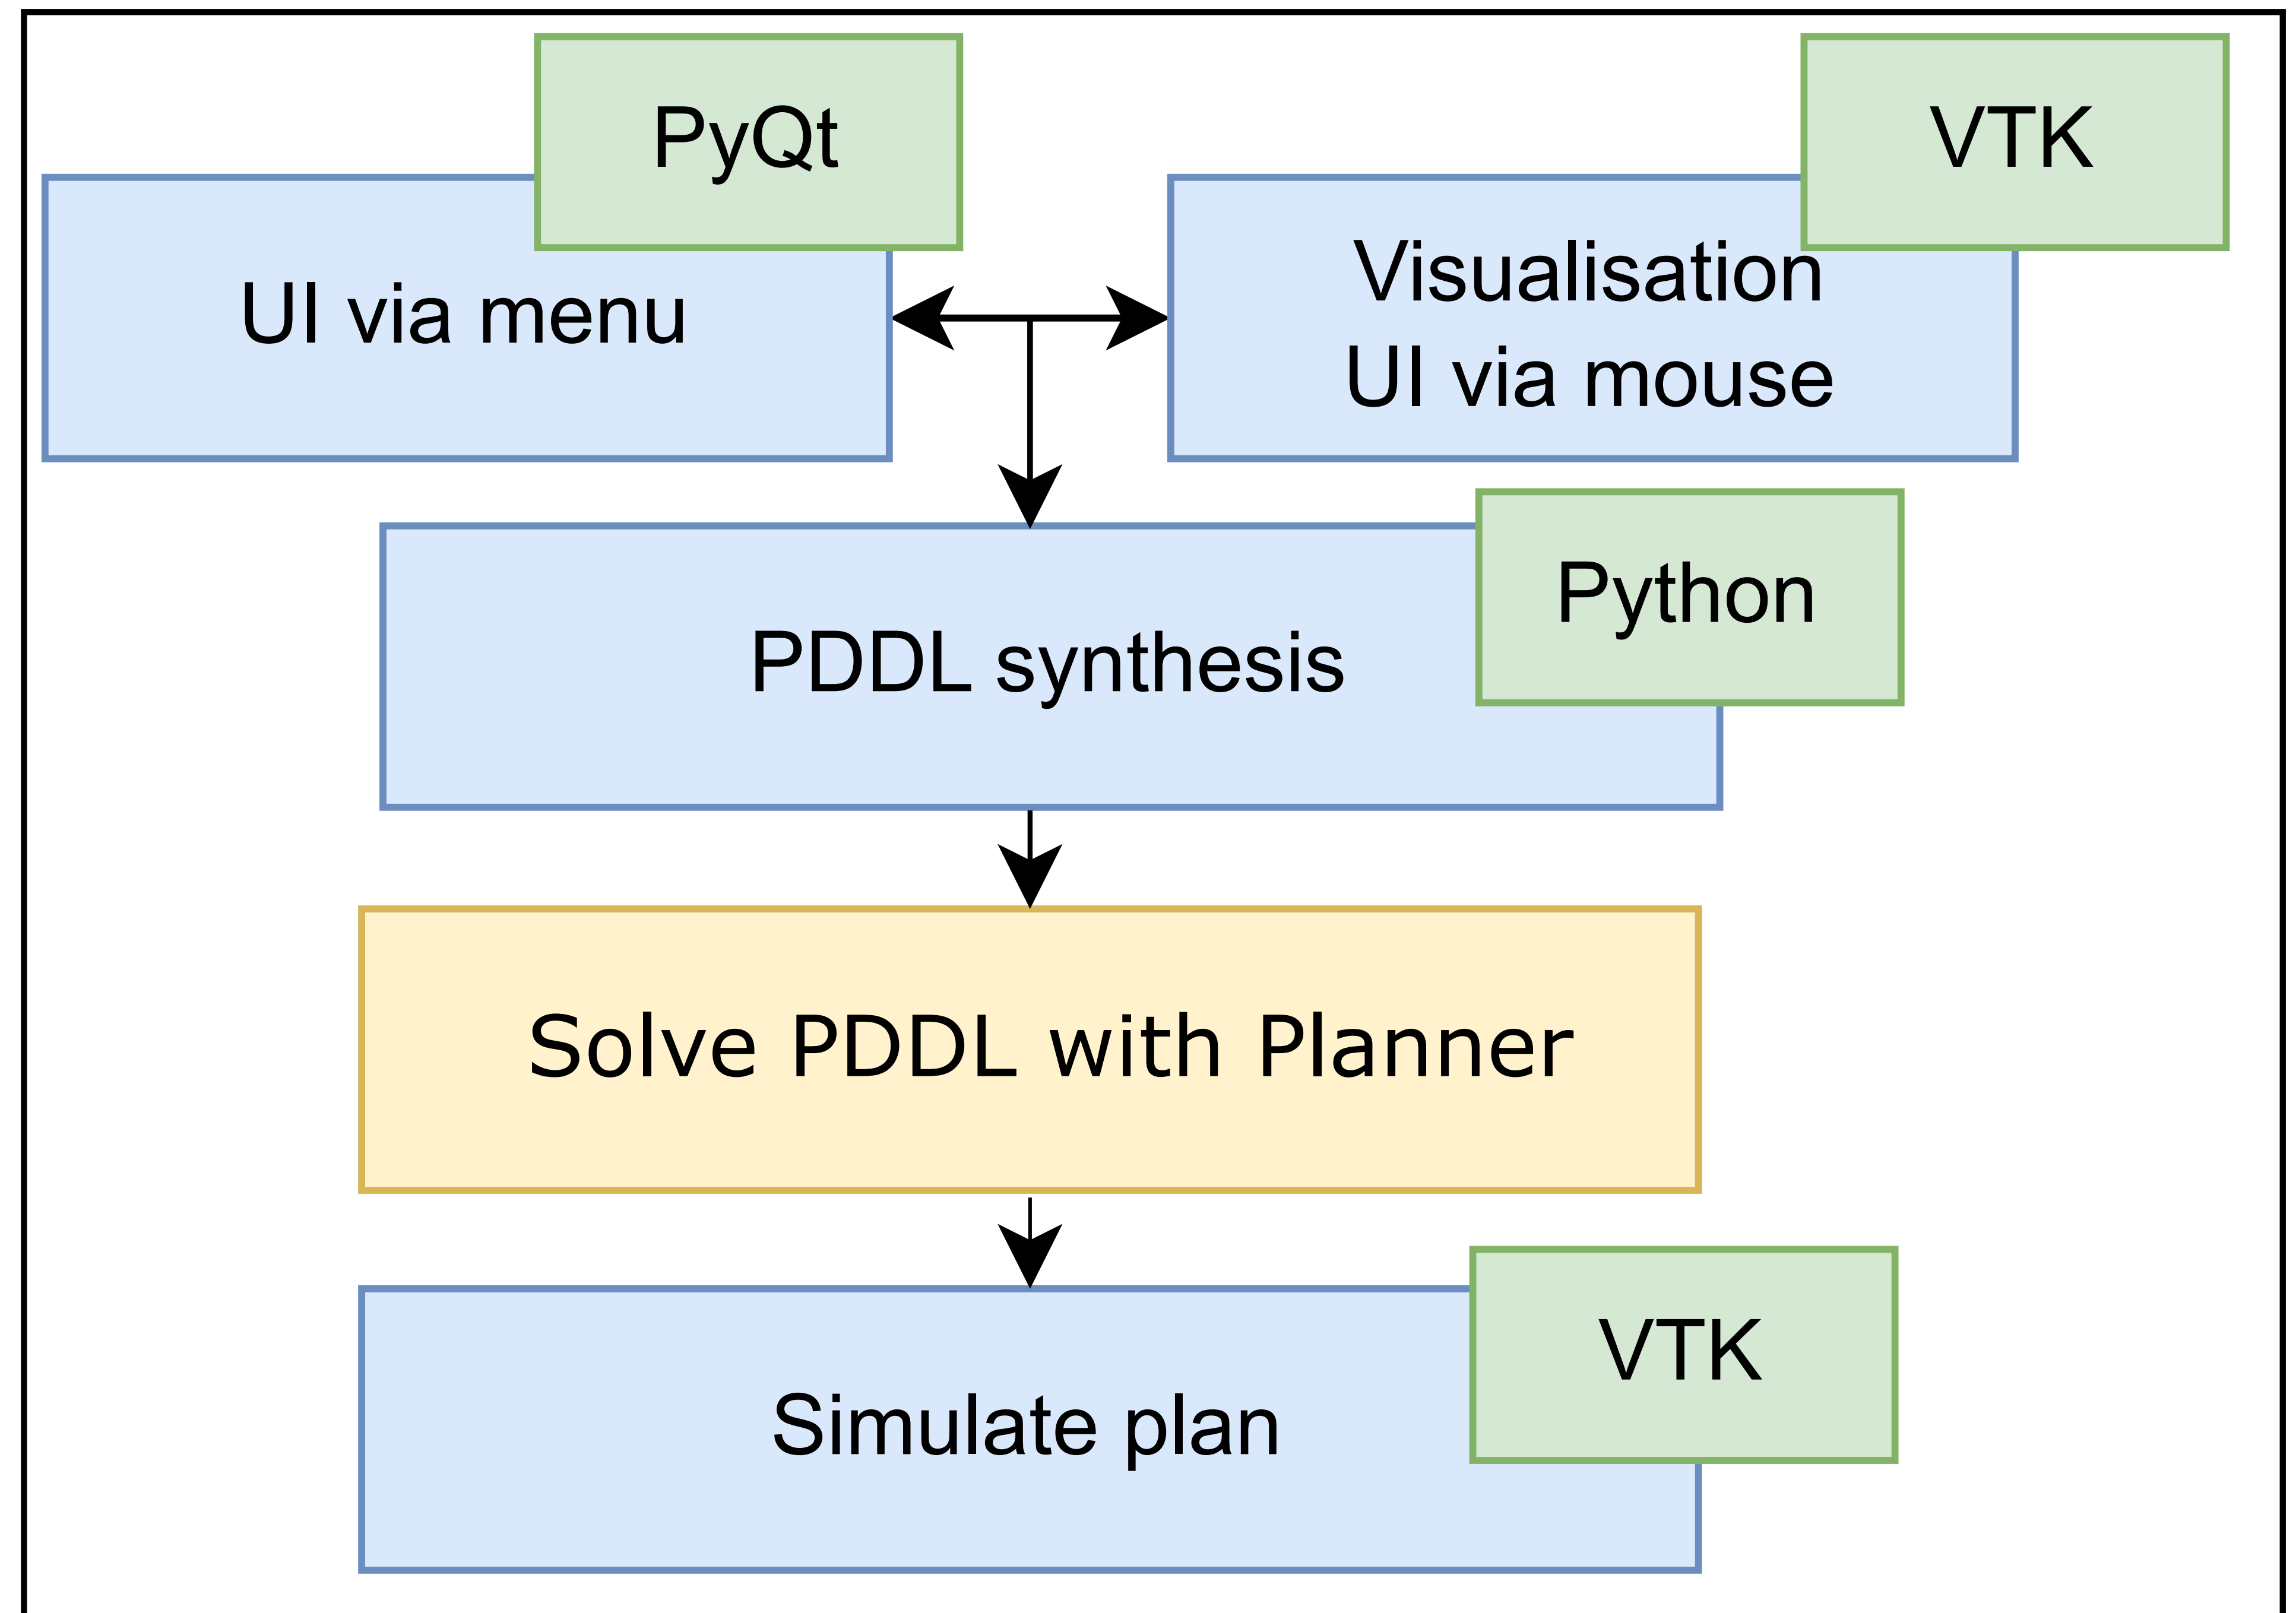 PyQt
VTK
UI via menu
Visualisation
UI via mouse
Python
PDDL synthesis
Solve PDDL with Planner
VTK
Simulate plan